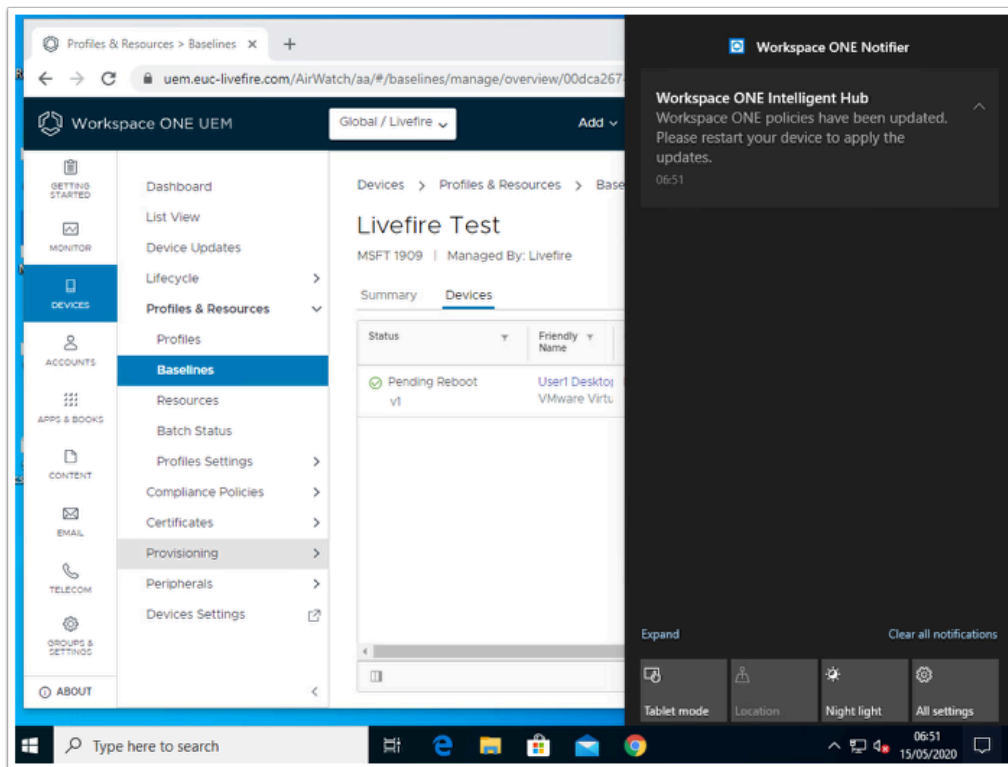 Profiles & Resources > Baselines
uem.euc-livefire.com/AirWatch/aa/#/baselines/manage/overview/00dca267
Workspace ONE UEM
Global / Livefire
Add
GETTING STARTED
MONITOR
DEVICES
ACCOUNTS
APPS & BOOKS
CONTENT
EMAIL
TELECOM
GROUPS & SETTINGS
ABOUT
Dashboard
List View
Device Updates
Lifecycle
Profiles & Resources
Profiles
Baselines
Resources
Batch Status
Profiles Settings
Compliance Policies
Certificates
Provisioning
Peripherals
Devices Settings
Devices > Profiles & Resources > Base
Livefire Test
MSFT 1909 | Managed By: Livefire
Summary Devices
Status
Friendly Name
Pending Reboot
v1
User1 Desktop
VMware Virtu
Workspace ONE Notifier
Workspace ONE Intelligent Hub
Workspace ONE policies have been updated.
Please restart your device to apply the
updates.
06:51
Expand
Clear all notifications
Tablet mode
Location
Night light
All settings
Type here to search
06:51
15/05/2020